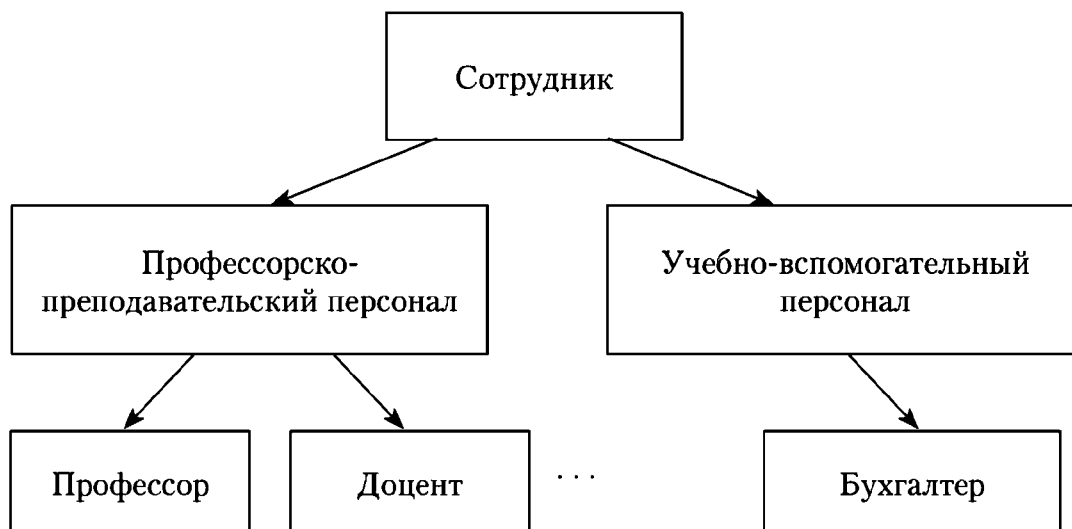 Сотрудник
Профессорско-
преподавательский персонал
Учебно-вспомогательный
персонал
Профессор
Доцент
. . .
Бухгалтер